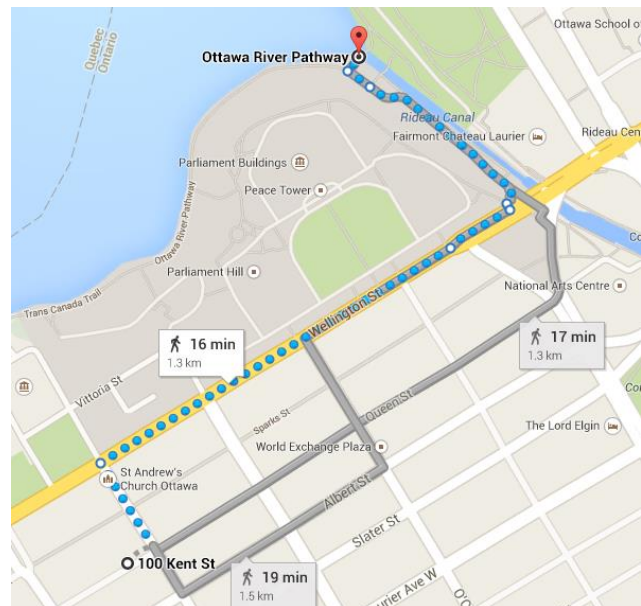 Quebec
Ontario
Ottawa River Pathway
Ottawa School of
Rideau Canal
Fairmont Chateau Laurier
Rideau Cen
Parliament Buildings
Peace Tower
Ottawa River Pathway
Parliament Hill
Trans Canada Trail
Wellington St
National Arts Centre
Co
16 min
1.3 km
17 min
1.3 km
Vittoria St
Sparks St
Queen St
World Exchange Plaza
The Lord Elgin
Con
St Andrew's
Church Ottawa
Albert St
Slater St
100 Kent St
19 min
1.5 km
urier Ave W
O'C